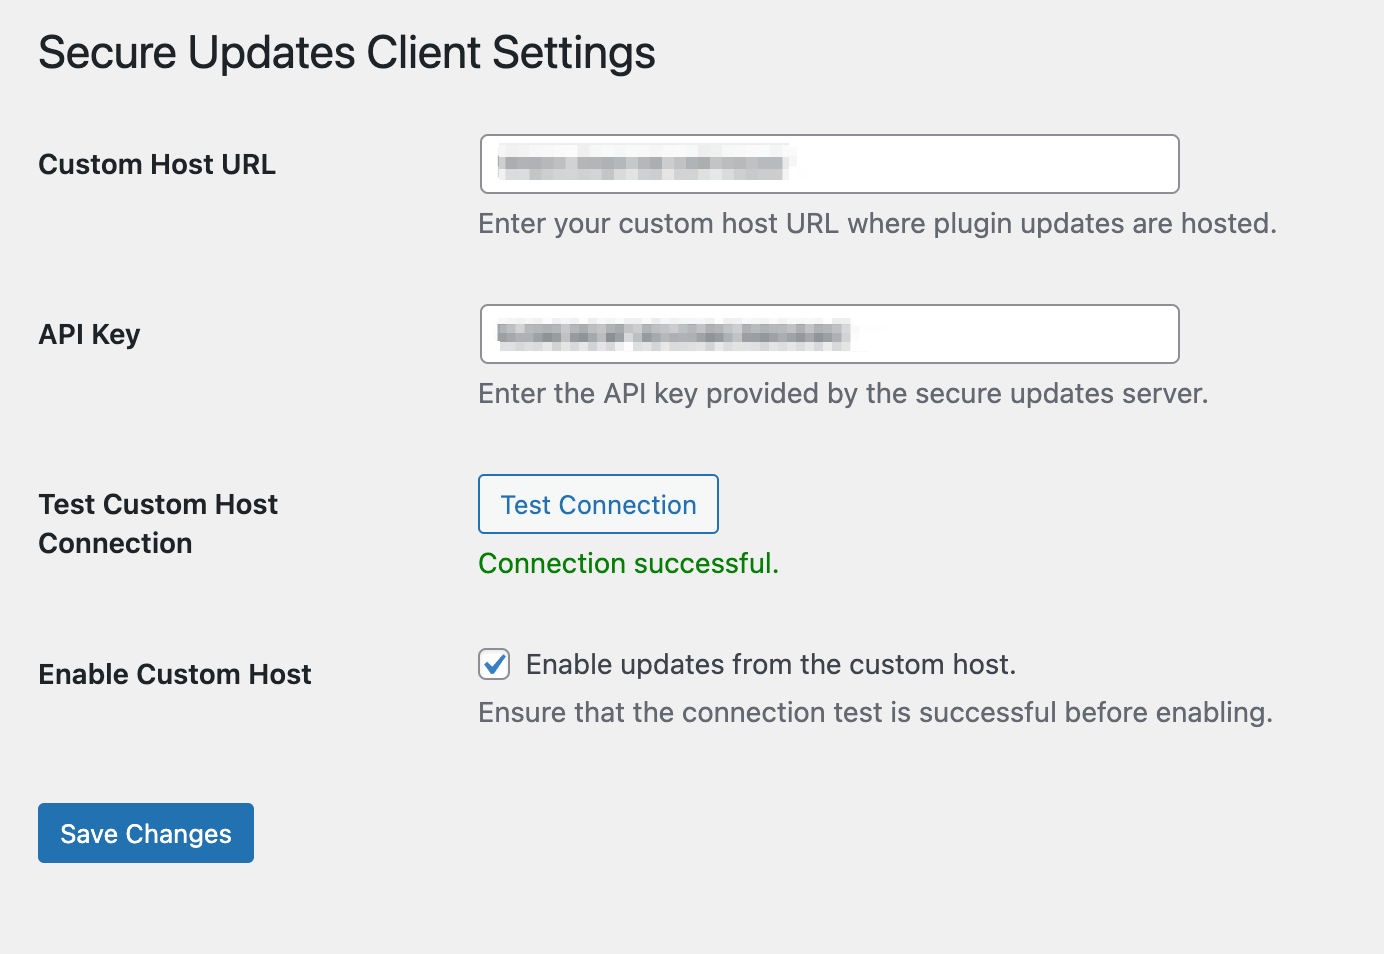 Secure Updates Client Settings
Custom Host URL
Enter your custom host URL where plugin updates are hosted.
API Key
Enter the API key provided by the secure updates server.
Test Custom Host
Connection
Test Connection
Connection successful.
Enable Custom Host
Enable updates from the custom host.
Ensure that the connection test is successful before enabling.
Save Changes